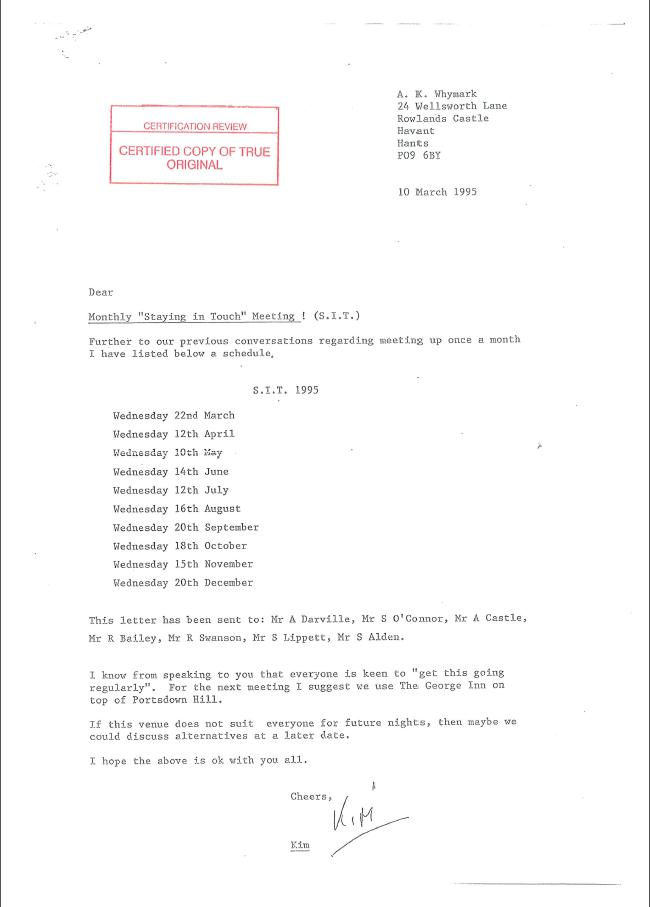 A. K. Whymark
24 Wellsworth Lane
Rowlands Castle
Havant
Hants
PO9 6BY
CERTIFICATION REVIEW
CERTIFIED COPY OF TRUE
ORIGINAL
10 March 1995
Dear
Monthly "Staying in Touch" Meeting ! (S.I.T.)
Further to our previous conversations regarding meeting up once a month
I have listed below a schedule.
S.I.T. 1995
Wednesday 22nd March
Wednesday 12th April
Wednesday 10th May
Wednesday 14th June
Wednesday 12th July
Wednesday 16th August
Wednesday 20th September
Wednesday 18th October
Wednesday 15th November
Wednesday 20th December
This letter has been sent to: Mr A Darville, Mr S O'Connor, Mr A Castle,
Mr R Bailey, Mr R Swanson, Mr S Lippett, Mr S Alden.
I know from speaking to you that everyone is keen to "get this going
regularly". For the next meeting I suggest we use The George Inn on
top of Portsdown Hill.
If this venue does not suit everyone for future nights, then maybe we
could discuss alternatives at a later date.
I hope the above is ok with you all.
Cheers,
KiM
Kim